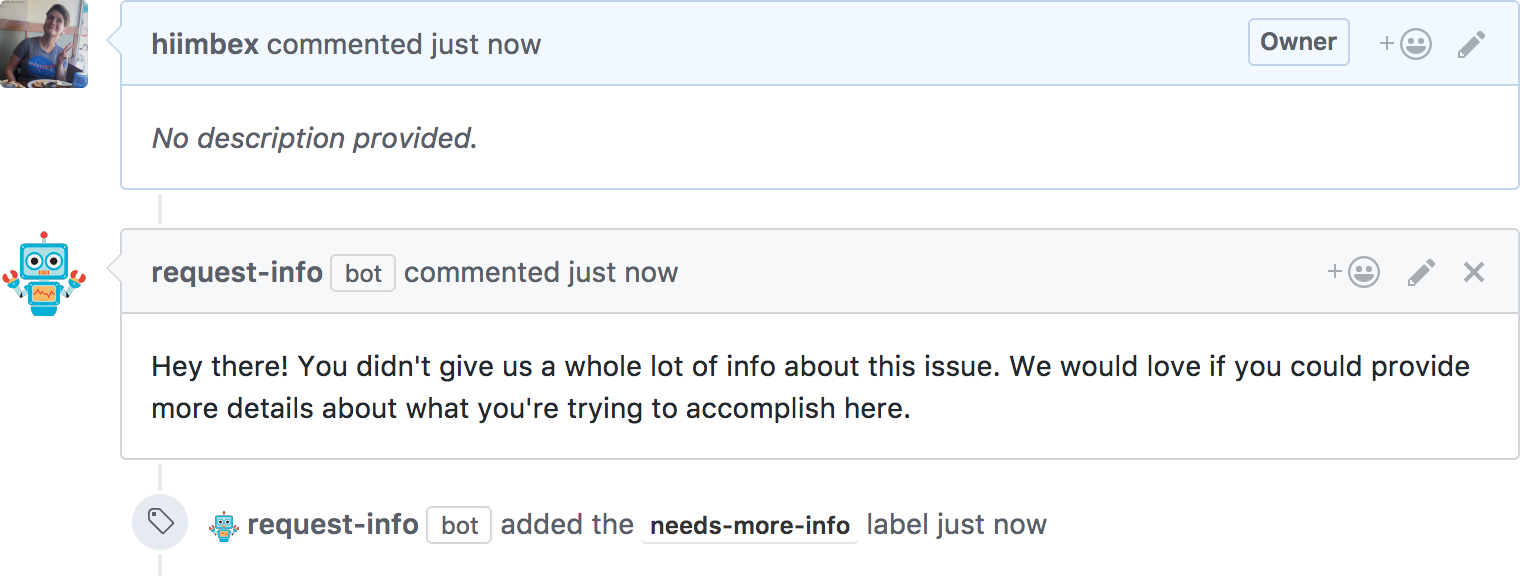 hiimbex commented just now Owner
No description provided.
request-info bot commented just now
Hey there! You didn't give us a whole lot of info about this issue. We would love if you could provide
more details about what you're trying to accomplish here.
request-info bot added the needs-more-info label just now